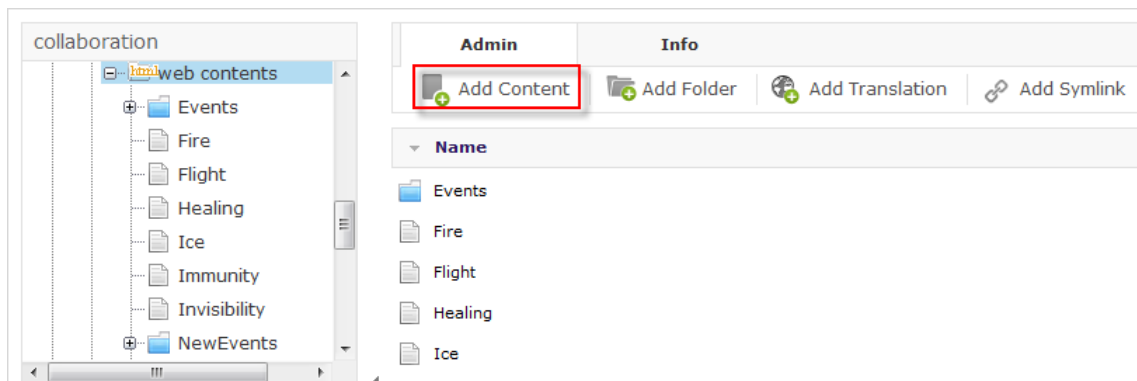 collaboration
html web contents
Events
Fire
Flight
Healing
Ice
Immunity
Invisibility
NewEvents
Admin Info
Add Content Add Folder Add Translation Add Symlink
Name
Events
Fire
Flight
Healing
Ice